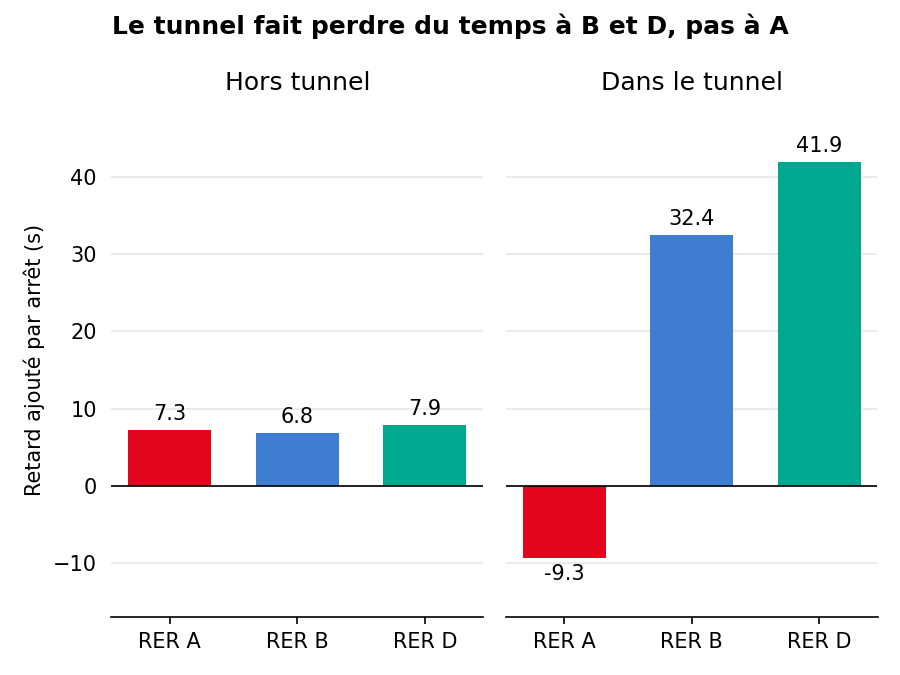 Le tunnel fait perdre du temps à B et D, pas à A
Hors tunnel
Dans le tunnel
Retard ajouté par arrêt (s)
40
30
20
10
0
−10
7.3
6.8
7.9
-9.3
32.4
41.9
RER A
RER B
RER D
RER A
RER B
RER D